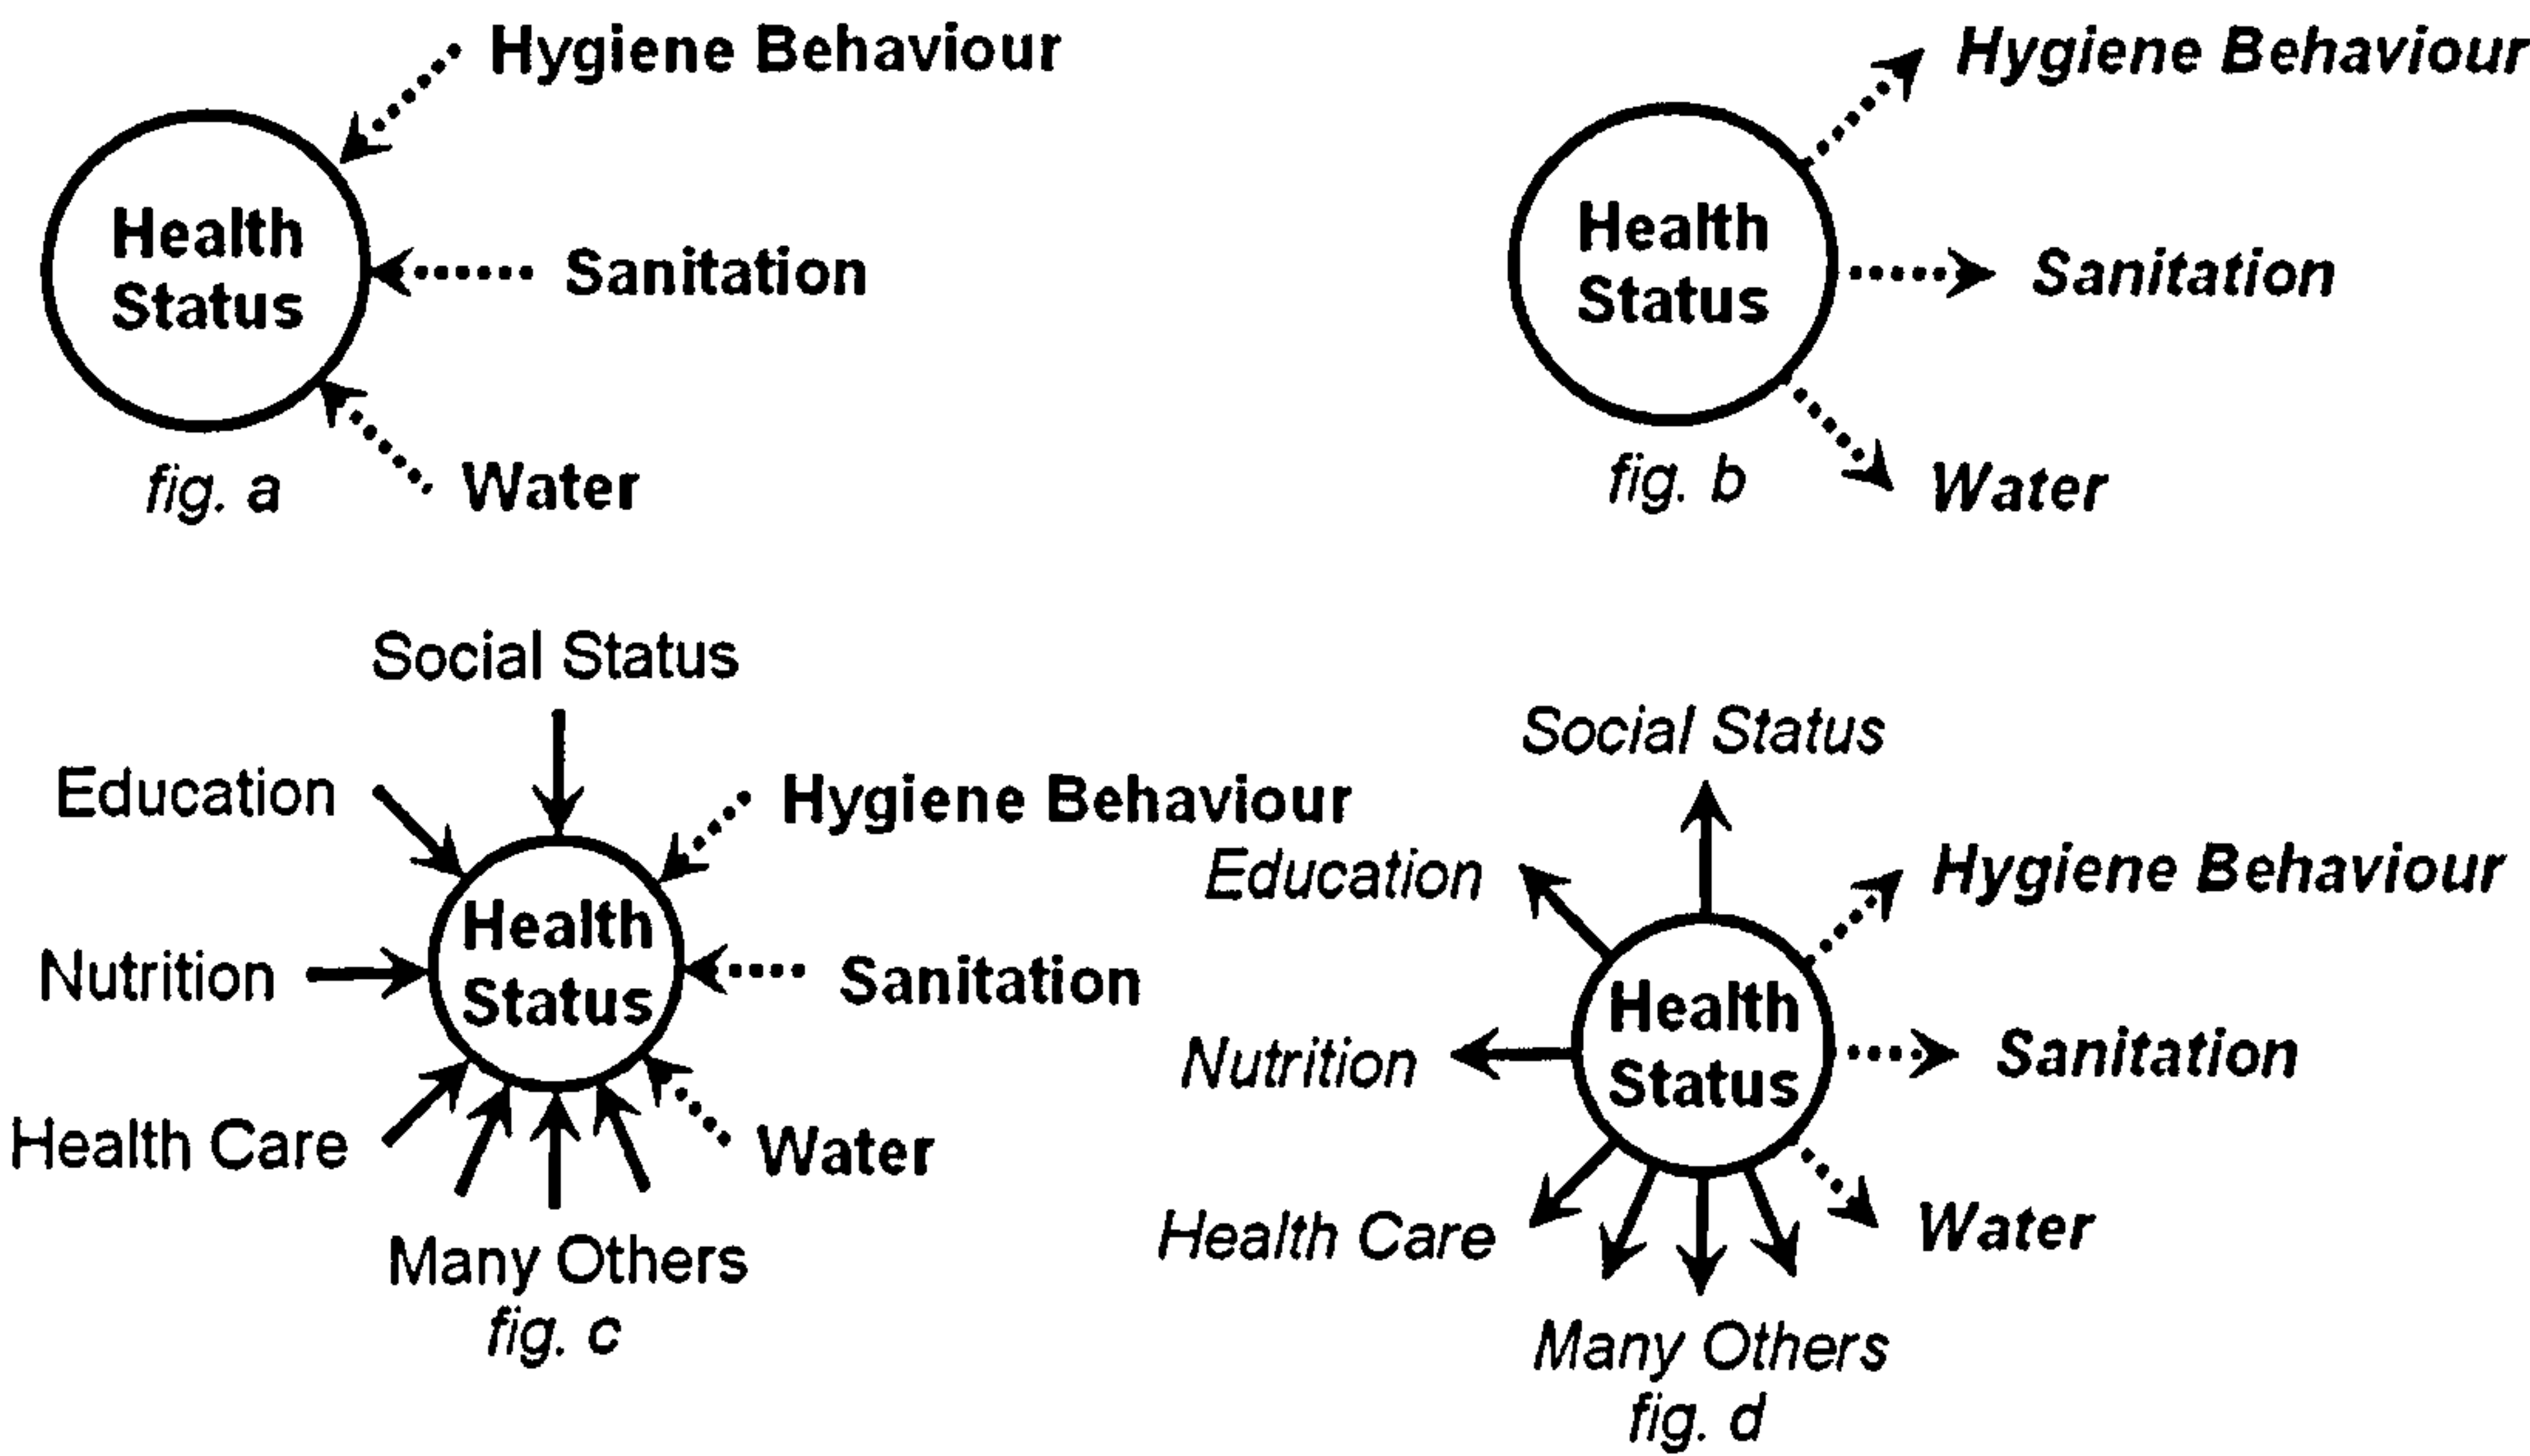 Hygiene Behaviour
Health
Status
Sanitation
Water
fig. a
Hygiene Behaviour
Health
Status
Sanitation
Water
fig. b
Social Status
Education
Hygiene Behaviour
Nutrition
Health
Status
Sanitation
Health Care
Water
Many Others
fig. c
Social Status
Education
Hygiene Behaviour
Nutrition
Health
Status
Sanitation
Health Care
Water
Many Others
fig. d